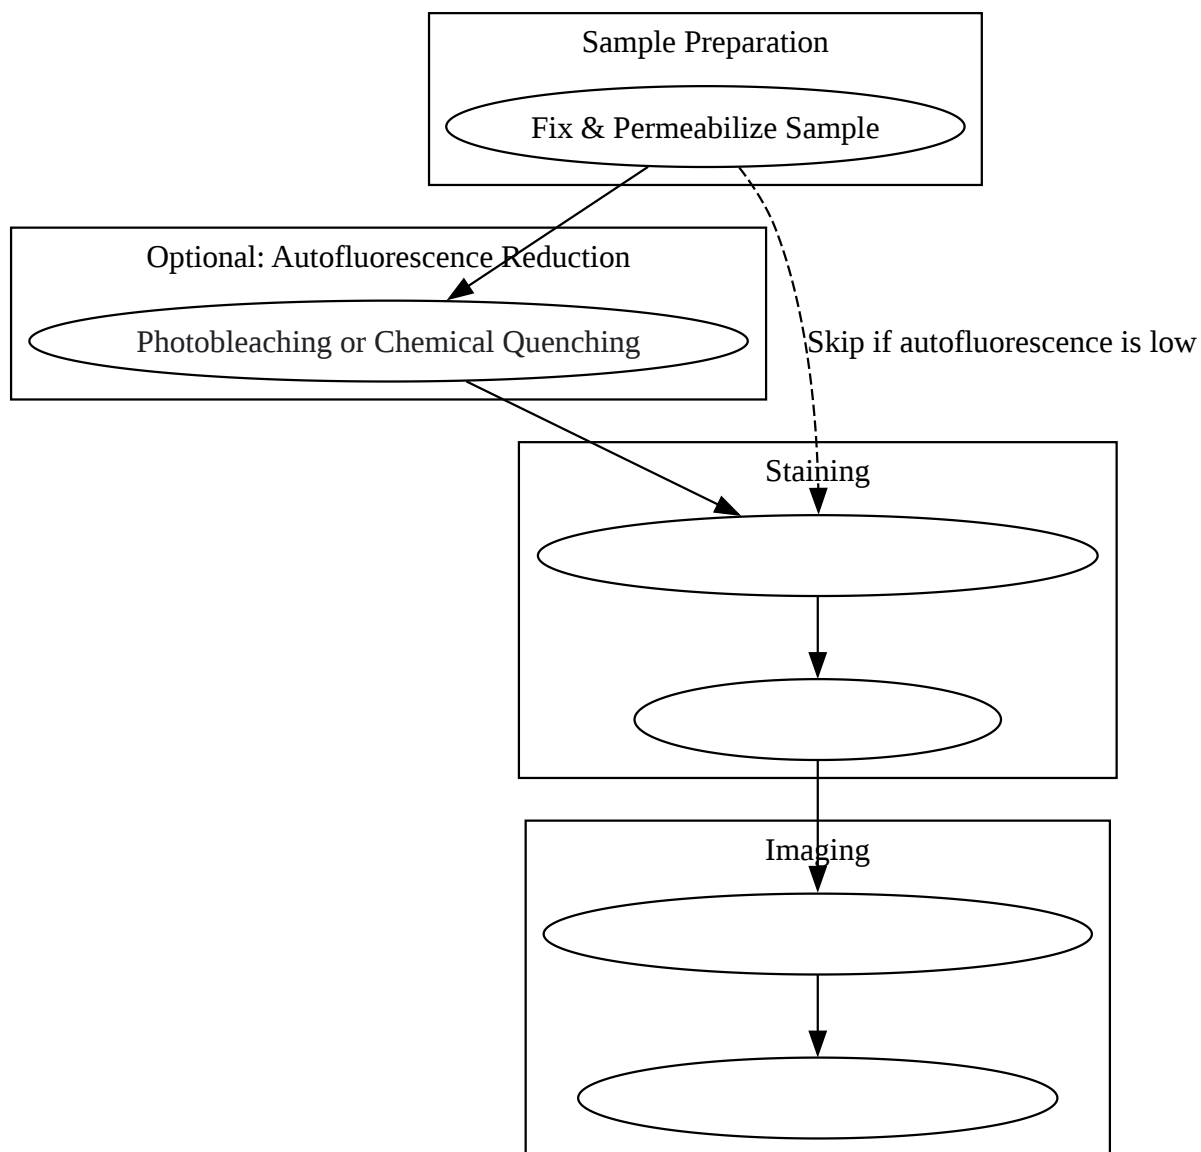 Sample Preparation
Fix & Permeabilize Sample
Optional: Autofluorescence Reduction
Photobleaching or Chemical Quenching
Skip if autofluorescence is low
Staining
Imaging